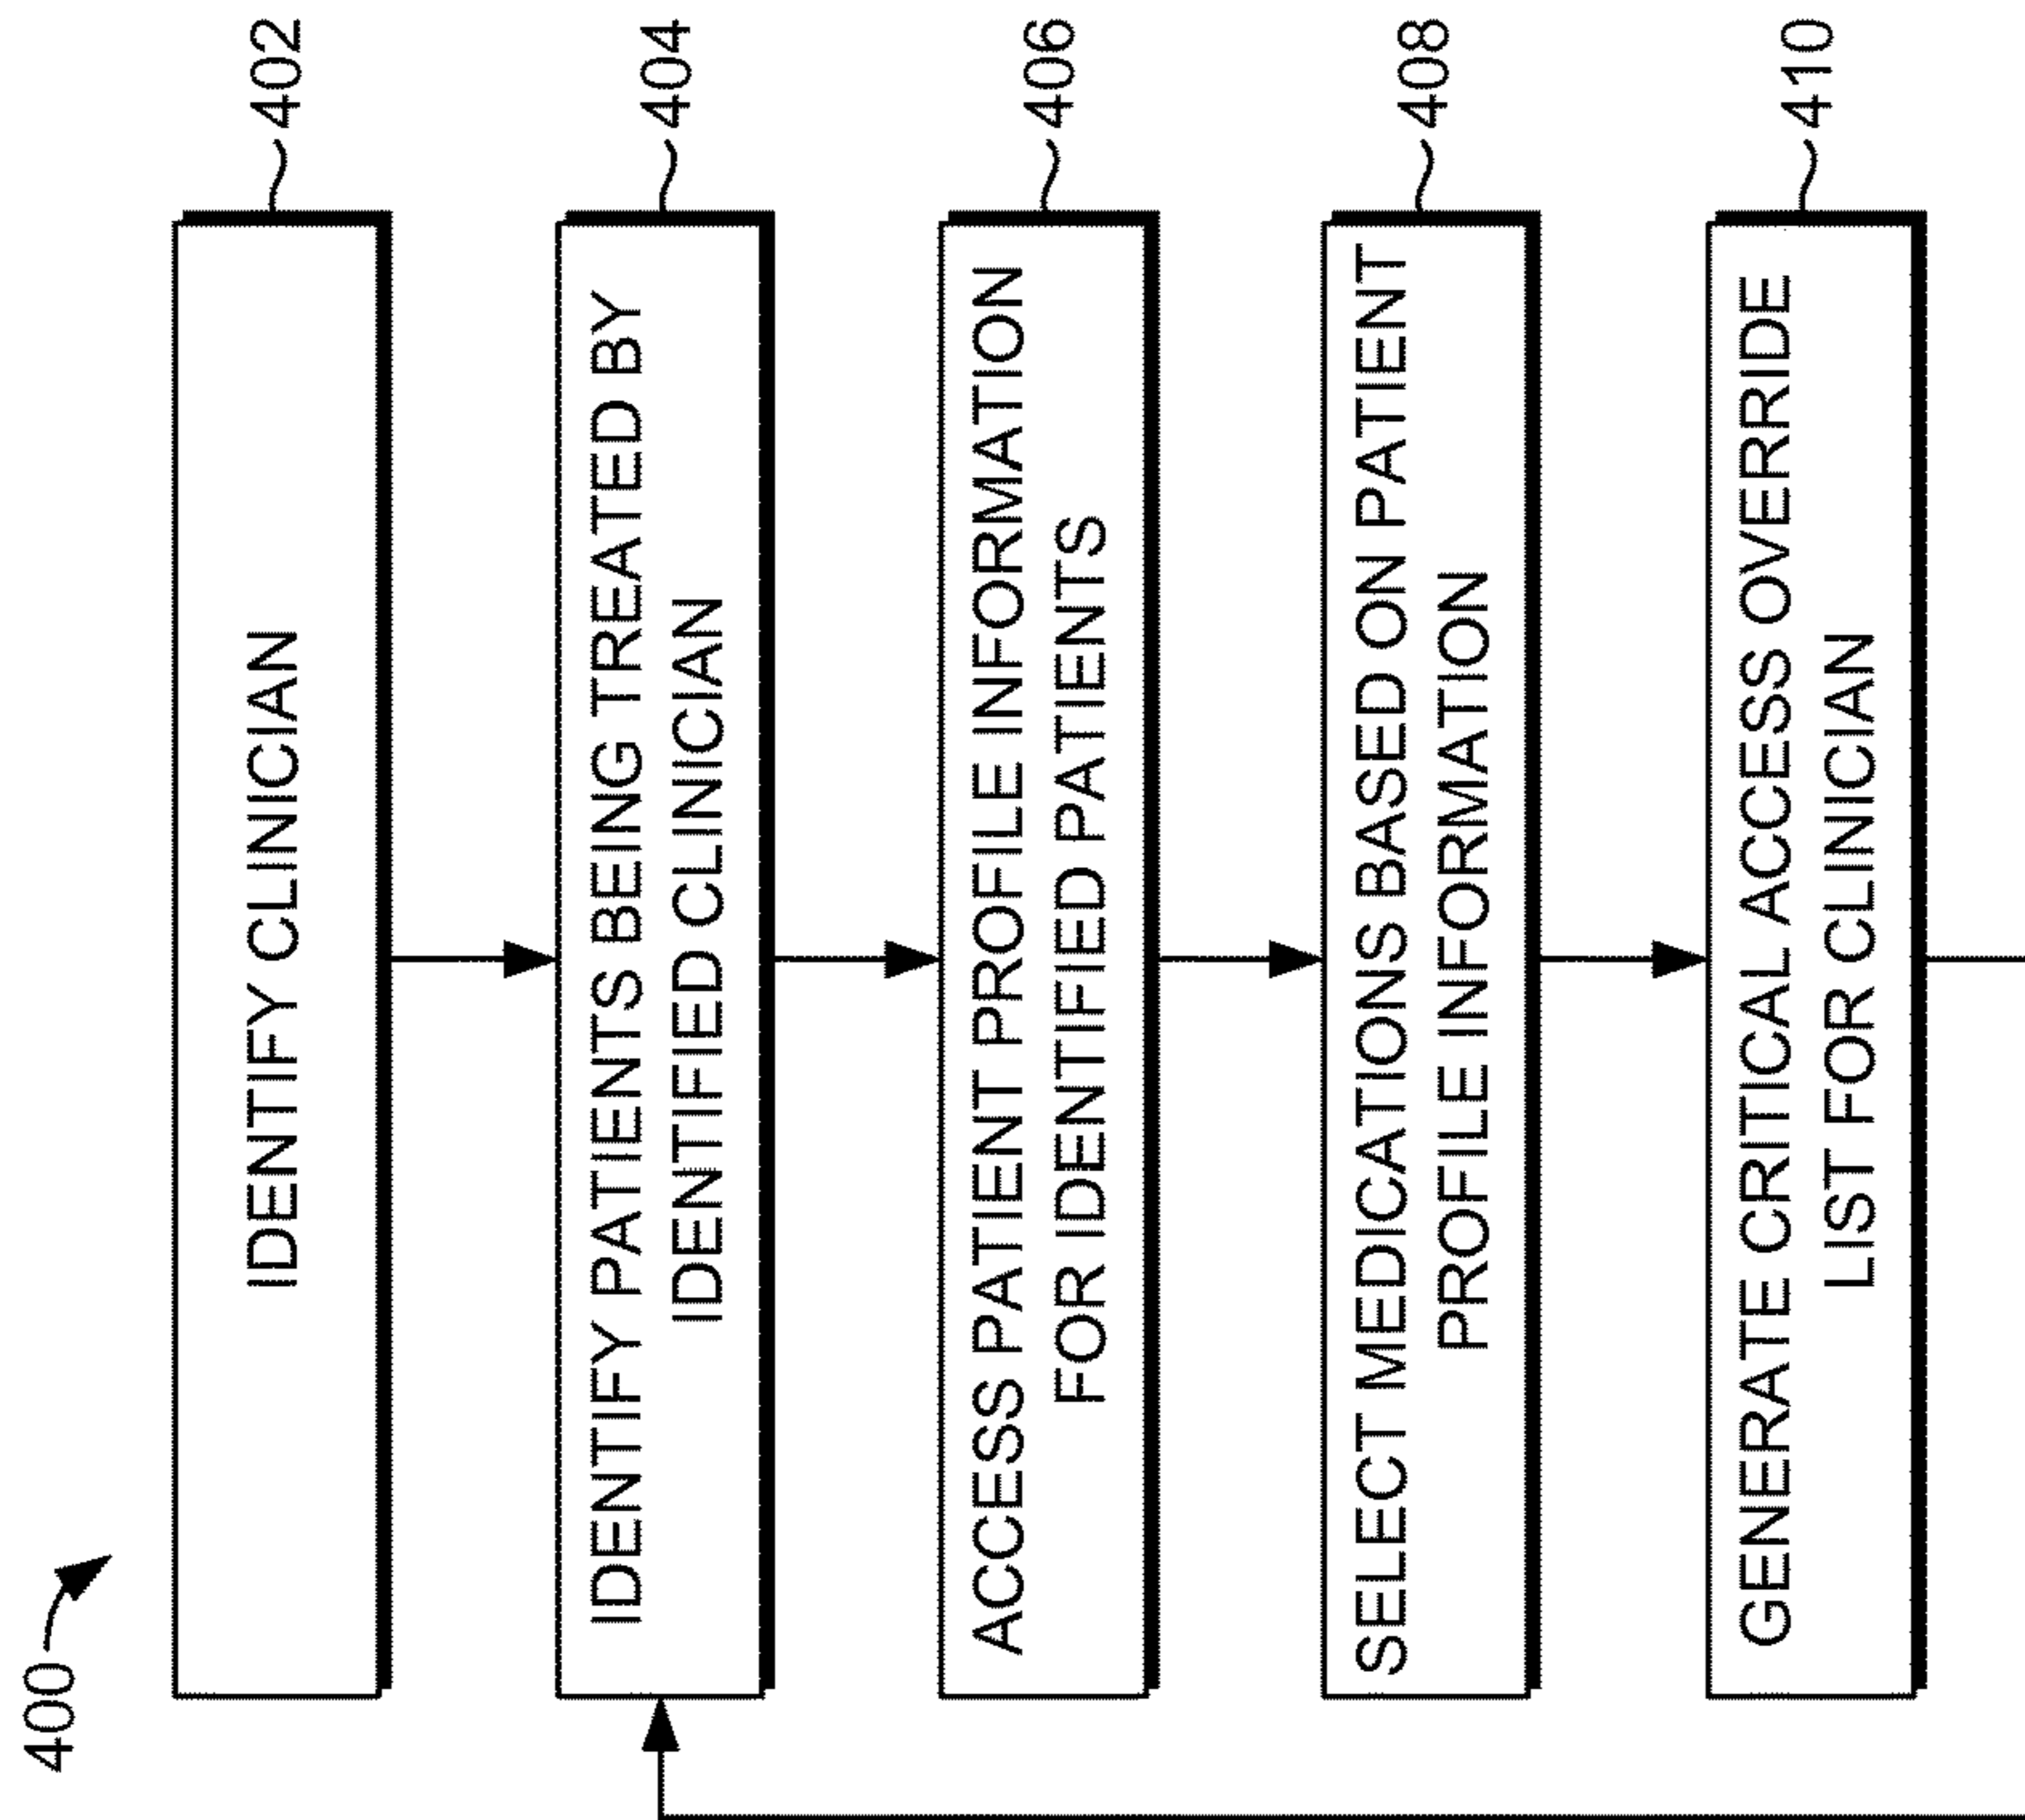 400
IDENTIFY CLINICIAN
402
IDENTIFY PATIENTS BEING TREATED BY
IDENTIFIED CLINICIAN
404
ACCESS PATIENT PROFILE INFORMATION
FOR IDENTIFIED PATIENTS
406
SELECT MEDICATIONS BASED ON PATIENT
PROFILE INFORMATION
408
GENERATE CRITICAL ACCESS OVERRIDE
LIST FOR CLINICIAN
410